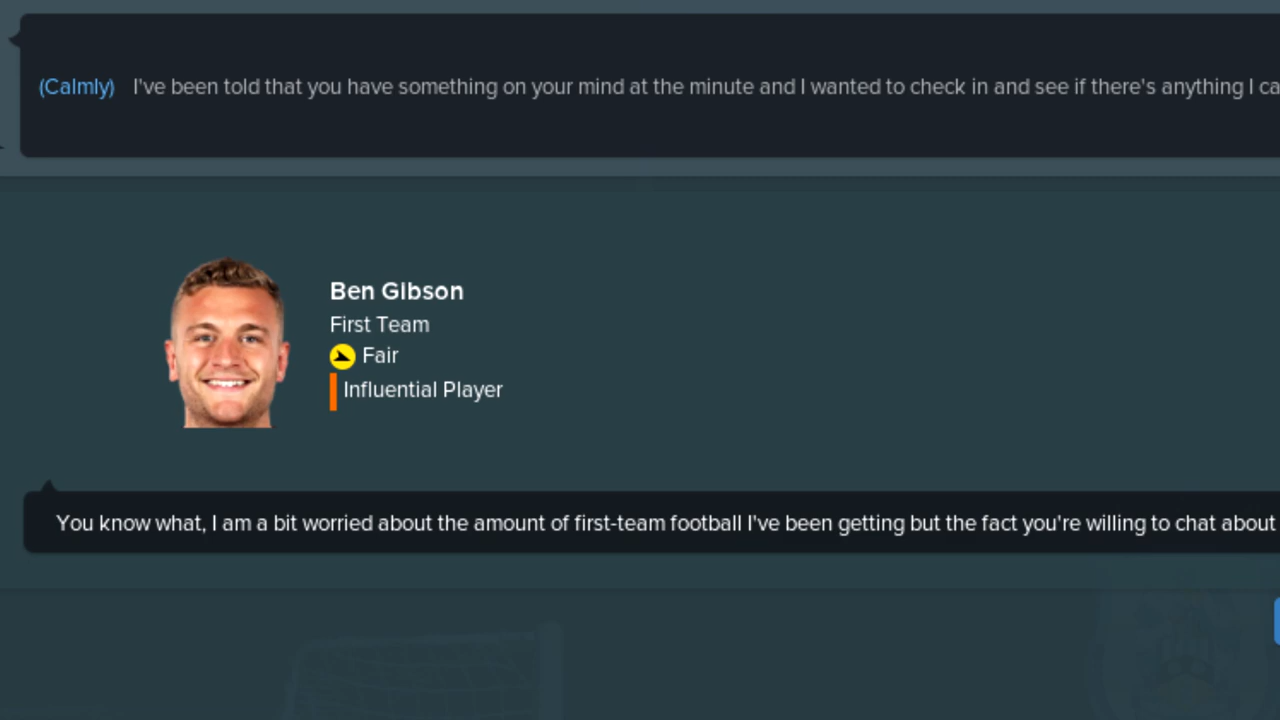 (Calmly) I've been told that you have something on your mind at the minute and I wanted to check in and see if there's anything I ca
Ben Gibson
First Team
Fair
Influential Player
You know what, I am a bit worried about the amount of first-team football I've been getting but the fact you're willing to chat about